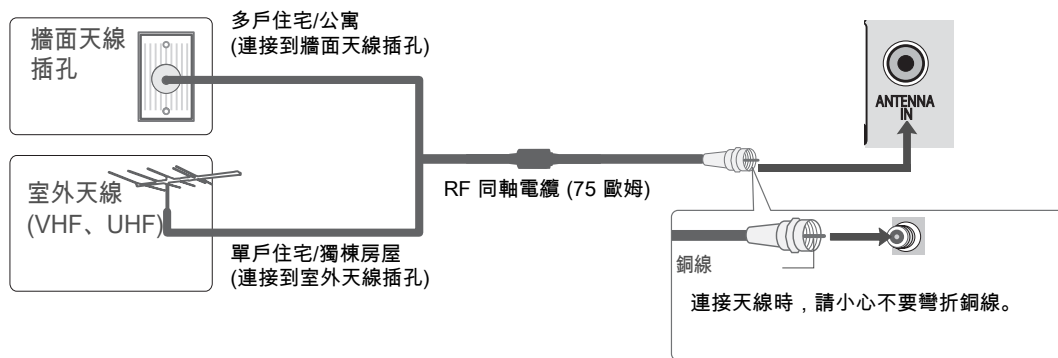 牆面天線
插孔
多戶住宅/公寓
(連接到牆面天線插孔)
ANTENNA
IN
室外天線
(VHF、UHF)
RF 同軸電纜 (75 歐姆)
單戶住宅/獨棟房屋
(連接到室外天線插孔)
銅線
連接天線時，請小心不要彎折銅線。